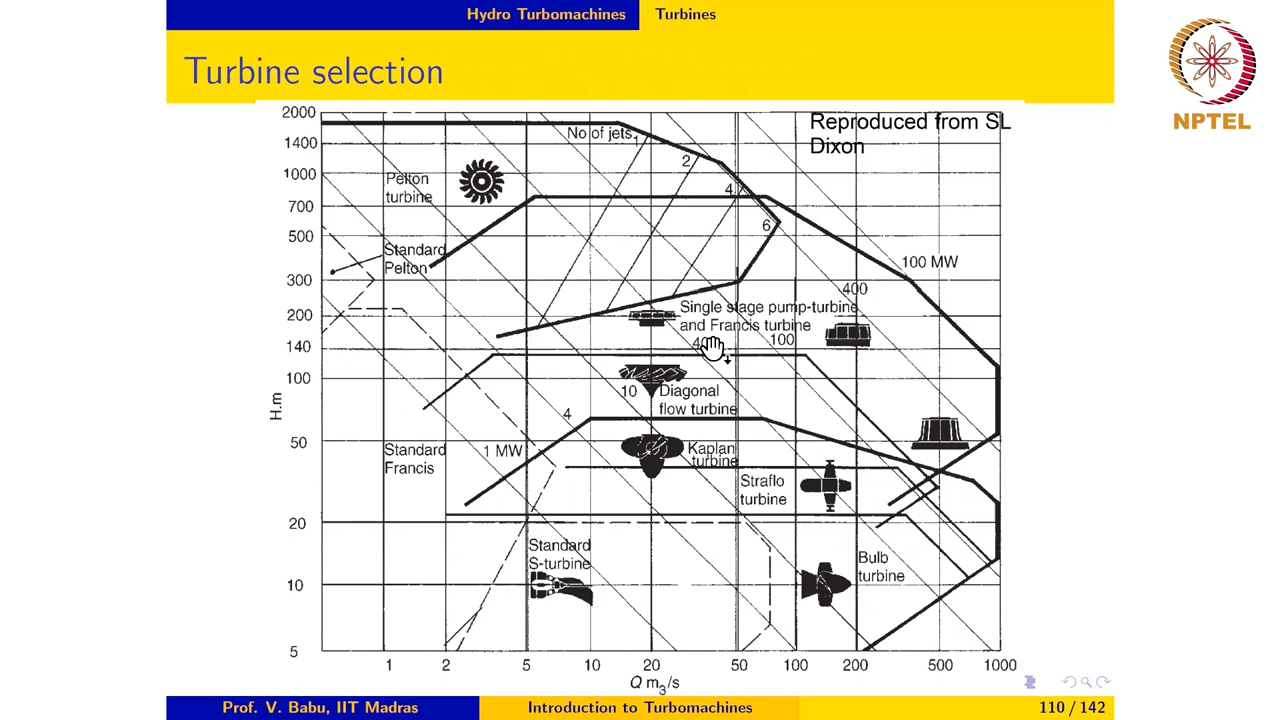 Hydro Turbomachines Turbines
Turbine selection
NPTEL
Reproduced from SL
Dixon
2000
1400
1000
700
500
300
200
140
100
50
20
10
5
H.m
No of jets 1
2
4
6
Pelton
turbine
Standard
Pelton
100 MW
400
Single stage pump-turbine
and Francis turbine
100
10
Diagonal
flow turbine
4
1 MW
Standard
Francis
Kaplan
turbine
Straflo
turbine
Standard
S-turbine
Bulb
turbine
1 2 5 10 20 50 100 200 500 1000
Q m3/s
Prof. V. Babu, IIT Madras Introduction to Turbomachines 110 / 142